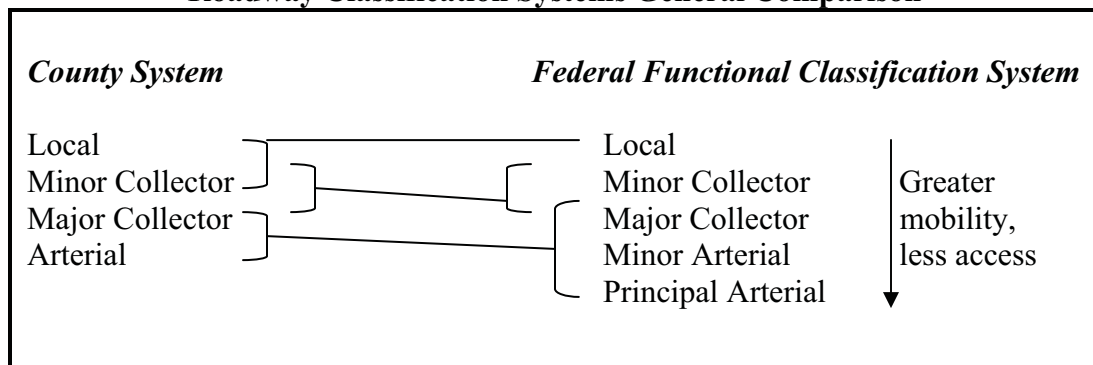 Roadway Classification Systems General Comparison
County System
Federal Functional Classification System
Local
Minor Collector
Major Collector
Arterial
Local
Minor Collector
Major Collector
Minor Arterial
Principal Arterial
Greater
mobility,
less access